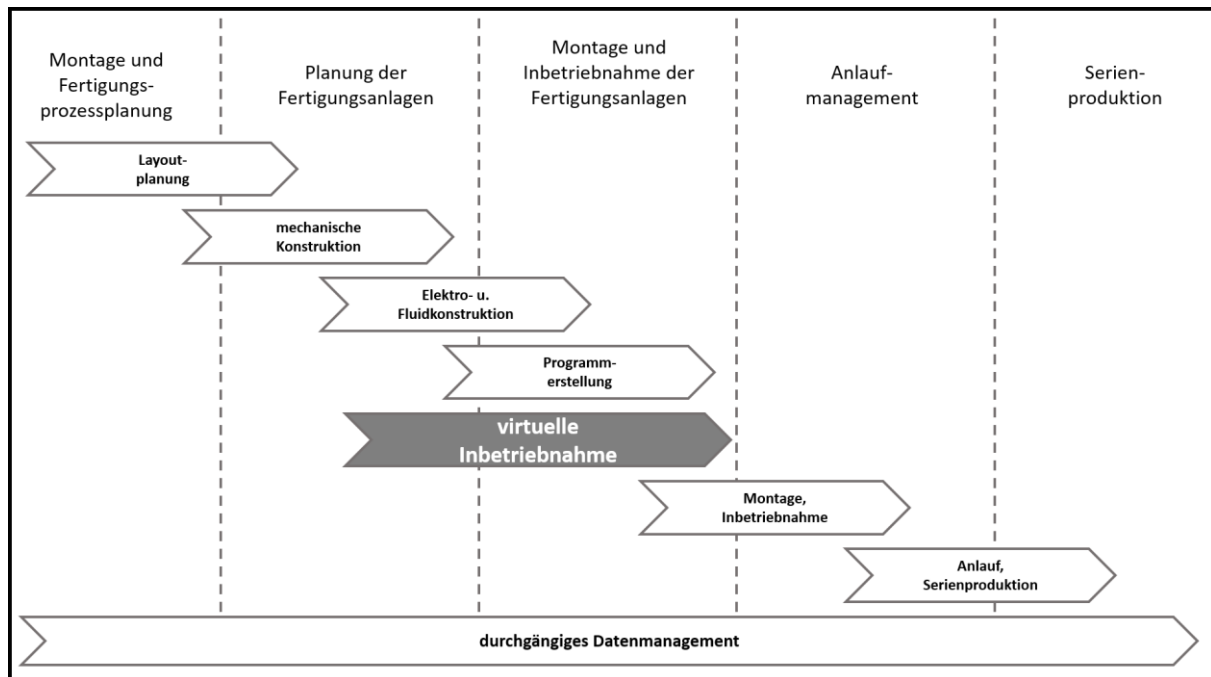 Montage und
Fertigungs-
prozessplanung
Planung der
Fertigungsanlagen
Montage und
Inbetriebnahme der
Fertigungsanlagen
Anlauf-
management
Serien-
produktion
Layout-
planung
mechanische
Konstruktion
Elektro- u.
Fluidkonstruktion
Programm-
erstellung
virtuelle
Inbetriebnahme
Montage,
Inbetriebnahme
Anlauf,
Serienproduktion
durchgängiges Datenmanagement